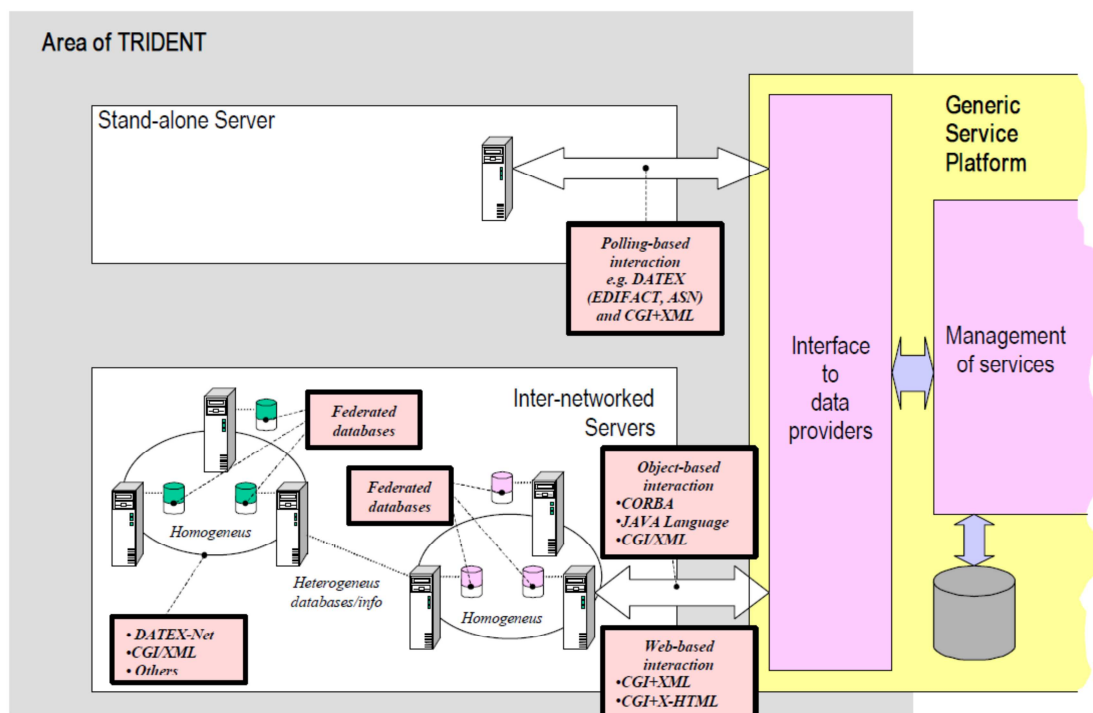 Area of TRIDENT
Stand-alone Server
Generic
Service
Platform
Polling-based
interaction
e.g. DATEX
(EDIFACT, ASN)
and CGI+XML
Interface
to
data
providers
Management
of services
Inter-networked
Servers
Federated
databases
Federated
databases
Object-based
interaction
•CORBA
•JAVA Language
•CGI/XML
Homogeneus
Heterogeneus
databases/info
Homogeneus
• DATEX-Net
•CGI/XML
• Others
Web-based
interaction
•CGI+XML
•CGI+X-HTML